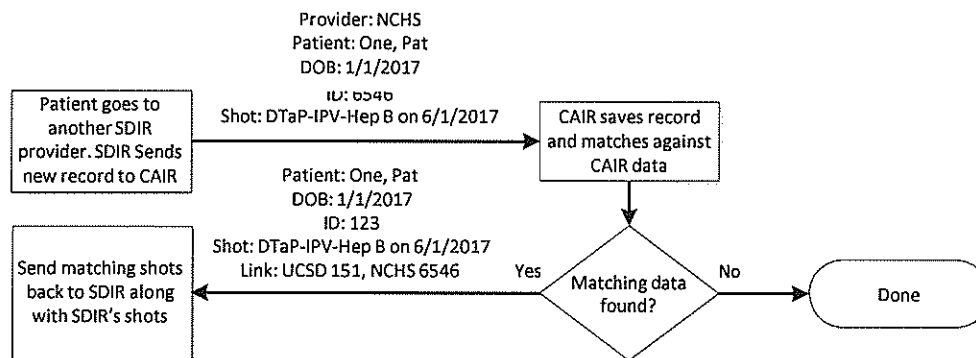 Provider: NCHS
Patient: One, Pat
DOB: 1/1/2017
ID: 6546
Shot: DTaP-IPV-Hep B on 6/1/2017
Patient goes to
another SDIR
provider. SDIR Sends
new record to CAIR
CAIR saves record
and matches against
CAIR data
Patient: One, Pat
DOB: 1/1/2017
ID: 123
Shot: DTaP-IPV-Hep B on 6/1/2017
Link: UCSD 151, NCHS 6546
Send matching shots
back to SDIR along
with SDIR's shots
Yes
Matching data
found?
No
Done